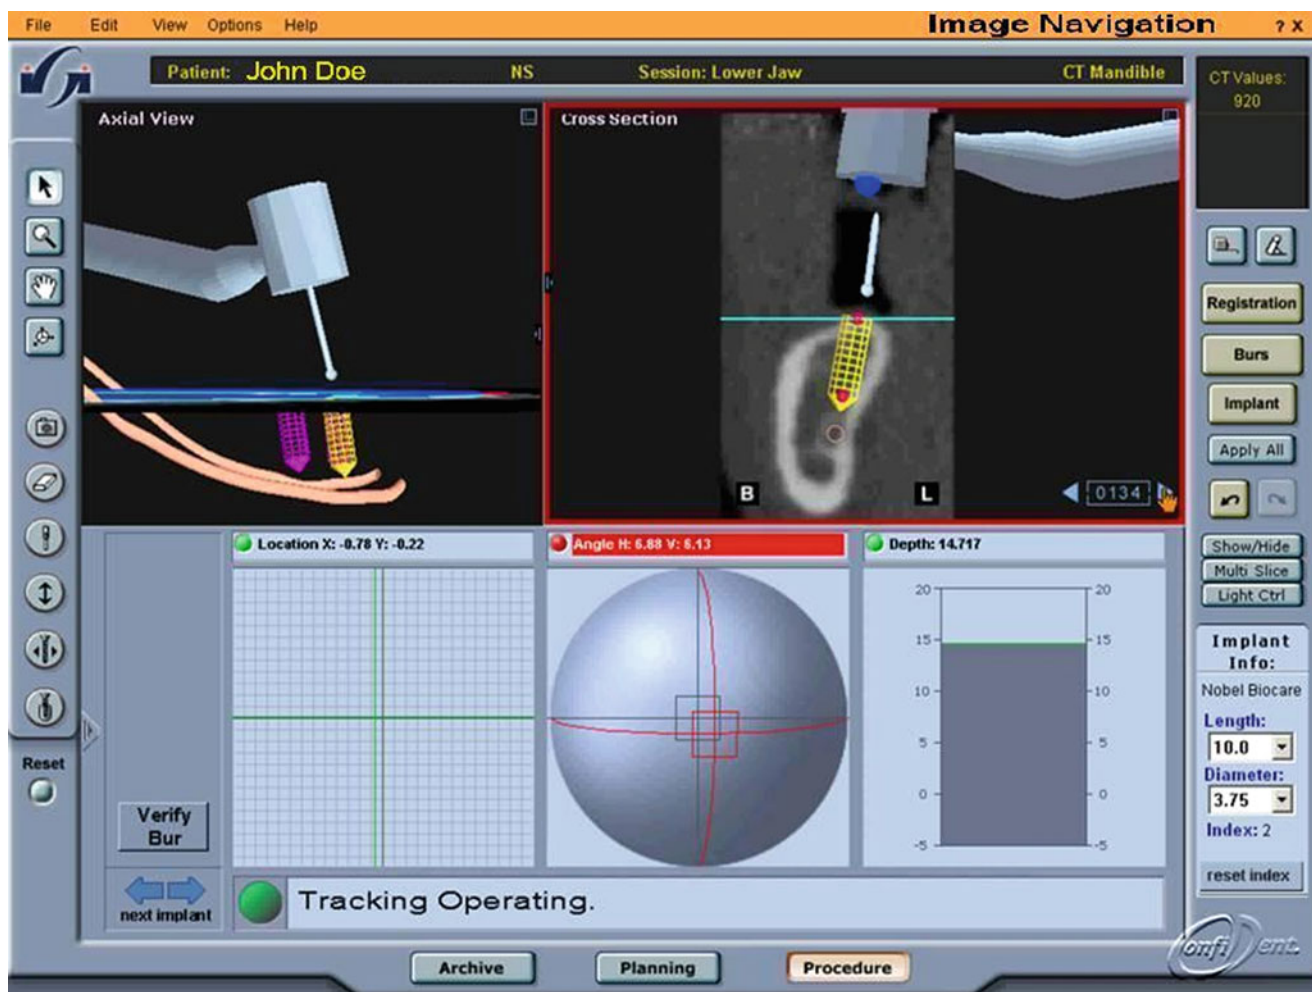 File Edit View Options Help Image Navigation ? X
Patient: John Doe NS Session: Lower Jaw CT Mandible
CT Values:
920
Axial View
Cross Section
B L
0134
Registration
Burs
Implant
Apply All
Show/Hide
Multi Slice
Light Ctrl
Location X: -0.78 Y: -0.22
Angle H: 6.88 V: 6.13
Depth: 14.717
20 20
15 15
10 10
5 5
0 0
-5 -5
Implant
Info:
Nobel Biocare
Length:
10.0
Diameter:
3.75
Index: 2
reset index
Reset
Verify
Bur
next implant
Tracking Operating.
Archive Planning Procedure
ConfiDent.